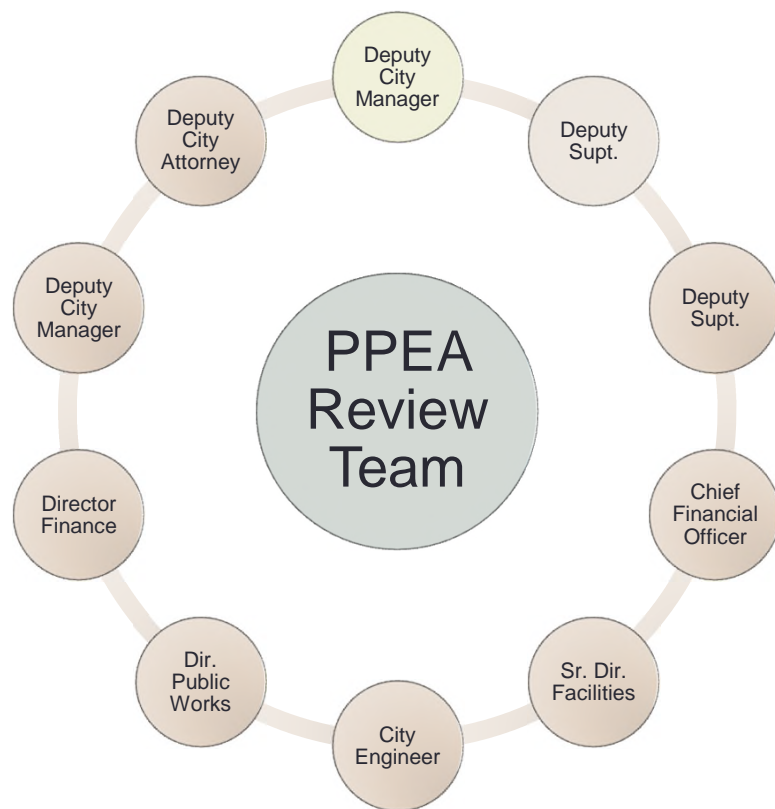 Deputy
City
Manager
Deputy
Supt.
Deputy
Supt.
Chief
Financial
Officer
Sr. Dir.
Facilities
City
Engineer
Dir.
Public
Works
Director
Finance
Deputy
City
Manager
Deputy
City
Attorney
PPEA
Review
Team